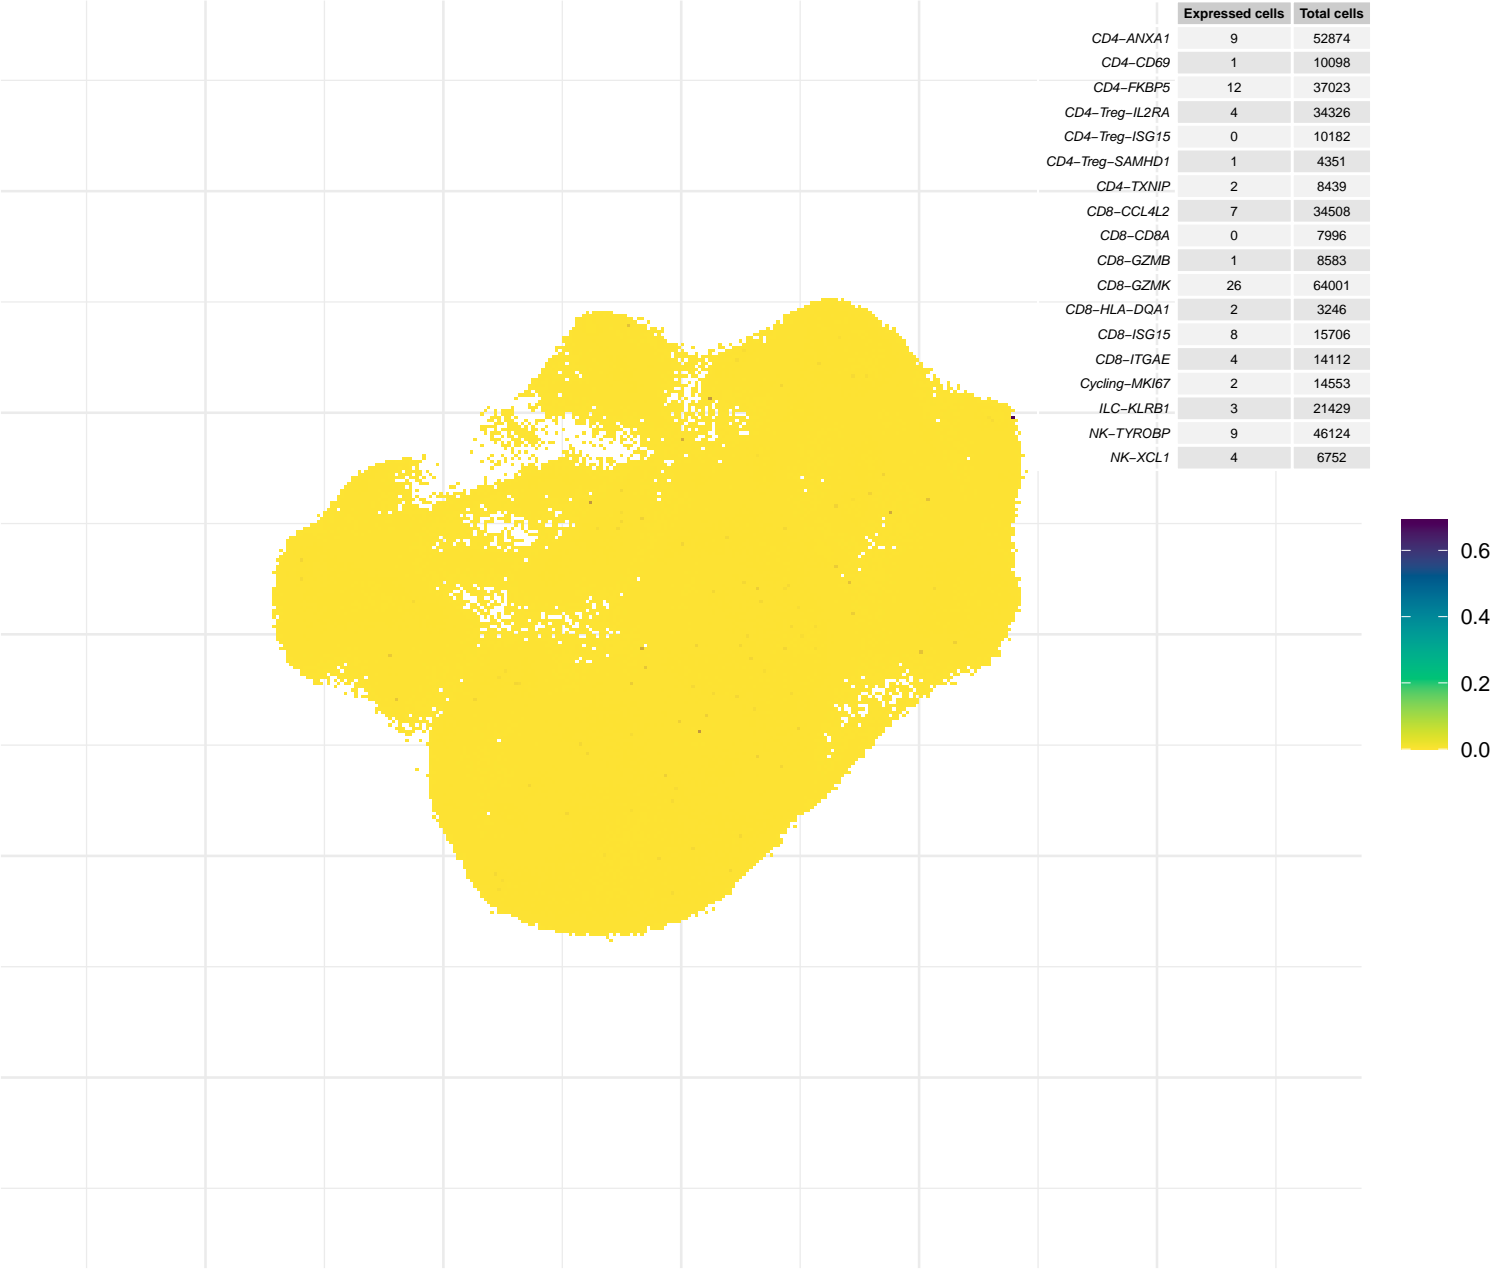 Expressed cells Total cells
CD4−ANXA1 9 52874
CD4−CD69 1 10098
CD4−FKBP5 12 37023
CD4−Treg−IL2RA 4 34326
CD4−Treg−ISG15 0 10182
CD4−Treg−SAMHD1 1 4351
CD4−TXNIP 2 8439
CD8−CCL4L2 7 34508
CD8−CD8A 0 7996
CD8−GZMB 1 8583
CD8−GZMK 26 64001
CD8−HLA−DQA1 2 3246
CD8−ISG15 8 15706
CD8−ITGAE 4 14112
Cycling−MKI67 2 14553
ILC−KLRB1 3 21429
NK−TYROBP 9 46124
NK−XCL1 4 6752
0.6
0.4
0.2
0.0